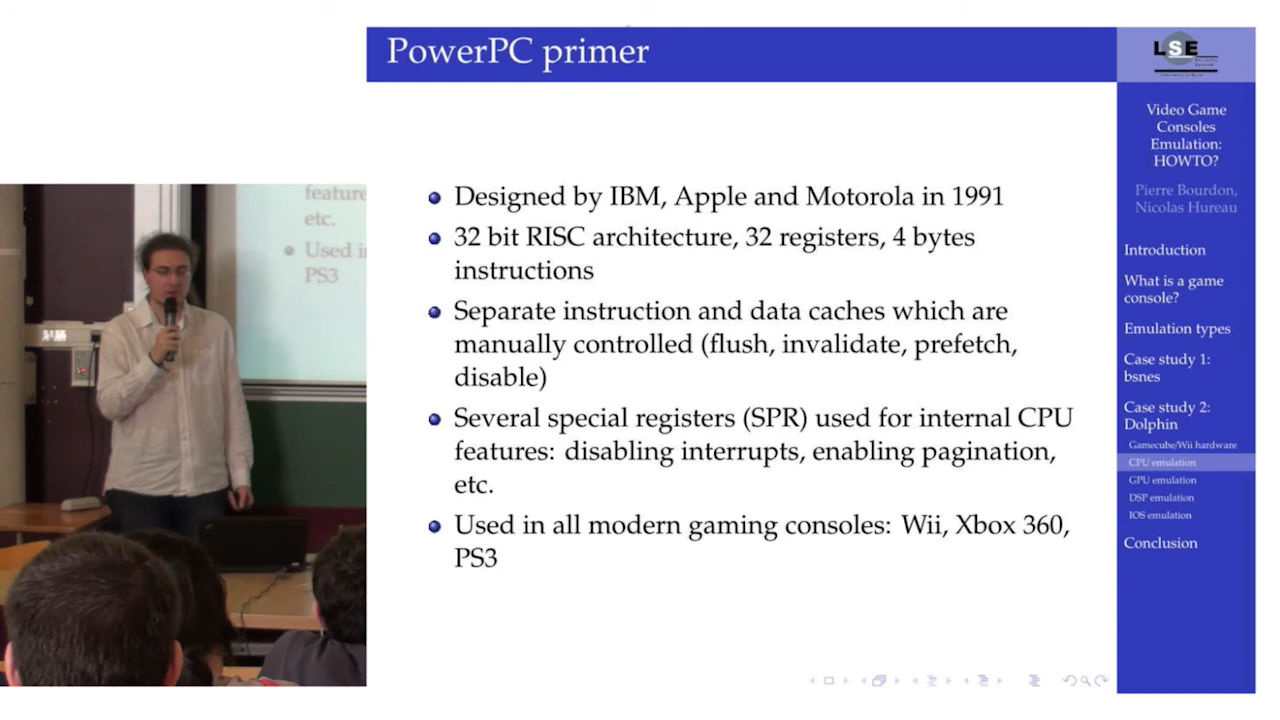 PowerPC primer
Designed by IBM, Apple and Motorola in 1991
32 bit RISC architecture, 32 registers, 4 bytes
instructions
Separate instruction and data caches which are
manually controlled (flush, invalidate, prefetch,
disable)
Several special registers (SPR) used for internal CPU
features: disabling interrupts, enabling pagination,
etc.
Used in all modern gaming consoles: Wii, Xbox 360,
PS3
LSE
Video Game
Consoles
Emulation:
HOWTO?
Pierre Bourdon,
Nicolas Hureau
Introduction
What is a game
console?
Emulation types
Case study 1:
bsnes
Case study 2:
Dolphin
Gamecube/Wii hardware
CPU emulation
GPU emulation
DSP emulation
IOS emulation
Conclusion
feature
etc.
Used i
PS3